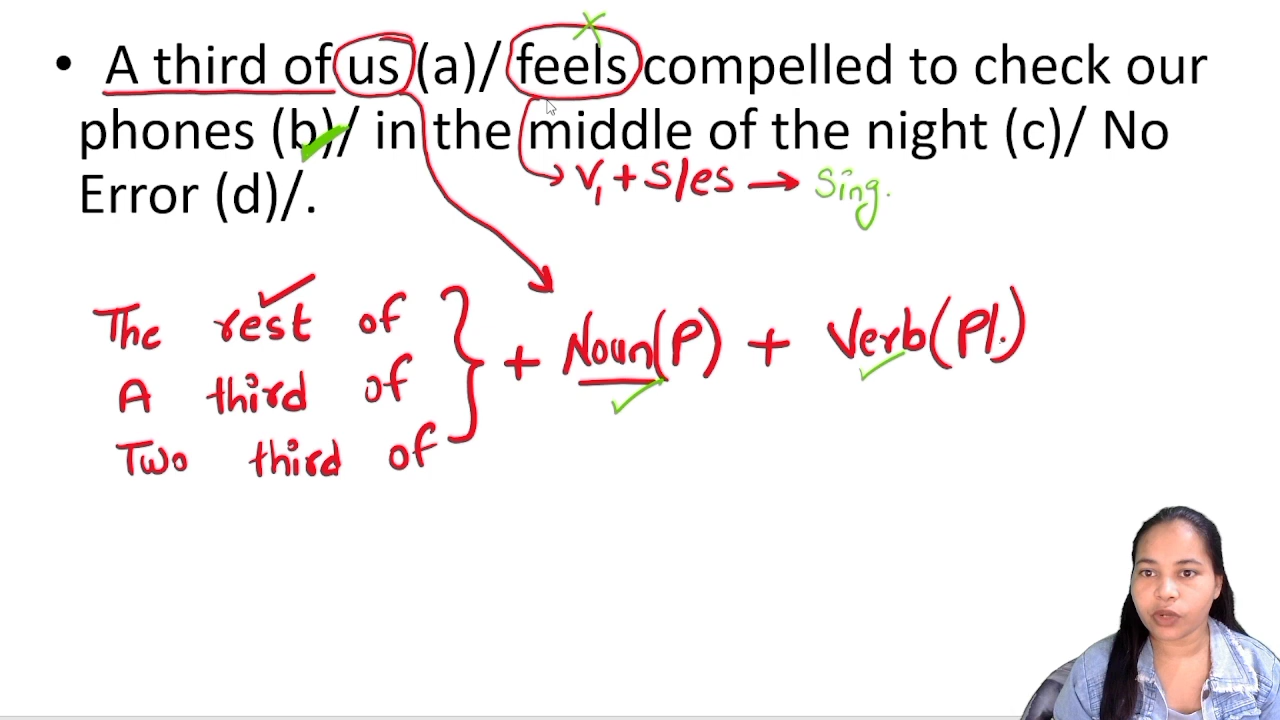 • A third of us (a)/ feels compelled to check our
phones (b)/ in the middle of the night (c)/ No
Error (d)/.
V1 + S/es → Sing.
The rest of
A third of
Two third of
} + Noun(P) + Verb(Pl.)